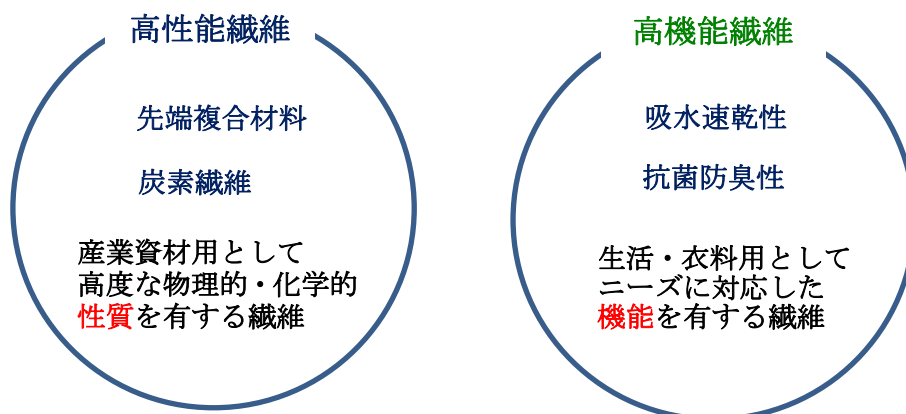 高性能繊維
先端複合材料
炭素繊維
産業資材用として
高度な物理的・化学的
性質を有する繊維
高機能繊維
吸水速乾性
抗菌防臭性
生活・衣料用として
ニーズに対応した
機能を有する繊維